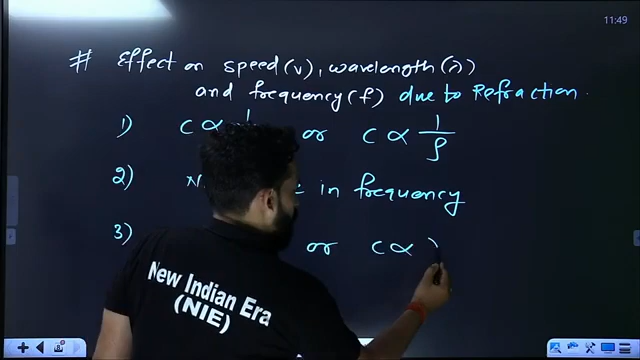 11:49
# Effect on speed(v), wavelength(λ)
and frequency(f) due to Refraction.
1) C ∝ or C ∝ 1/ρ
2) in frequency
3) or C ∝
New Indian Era
(NIE)